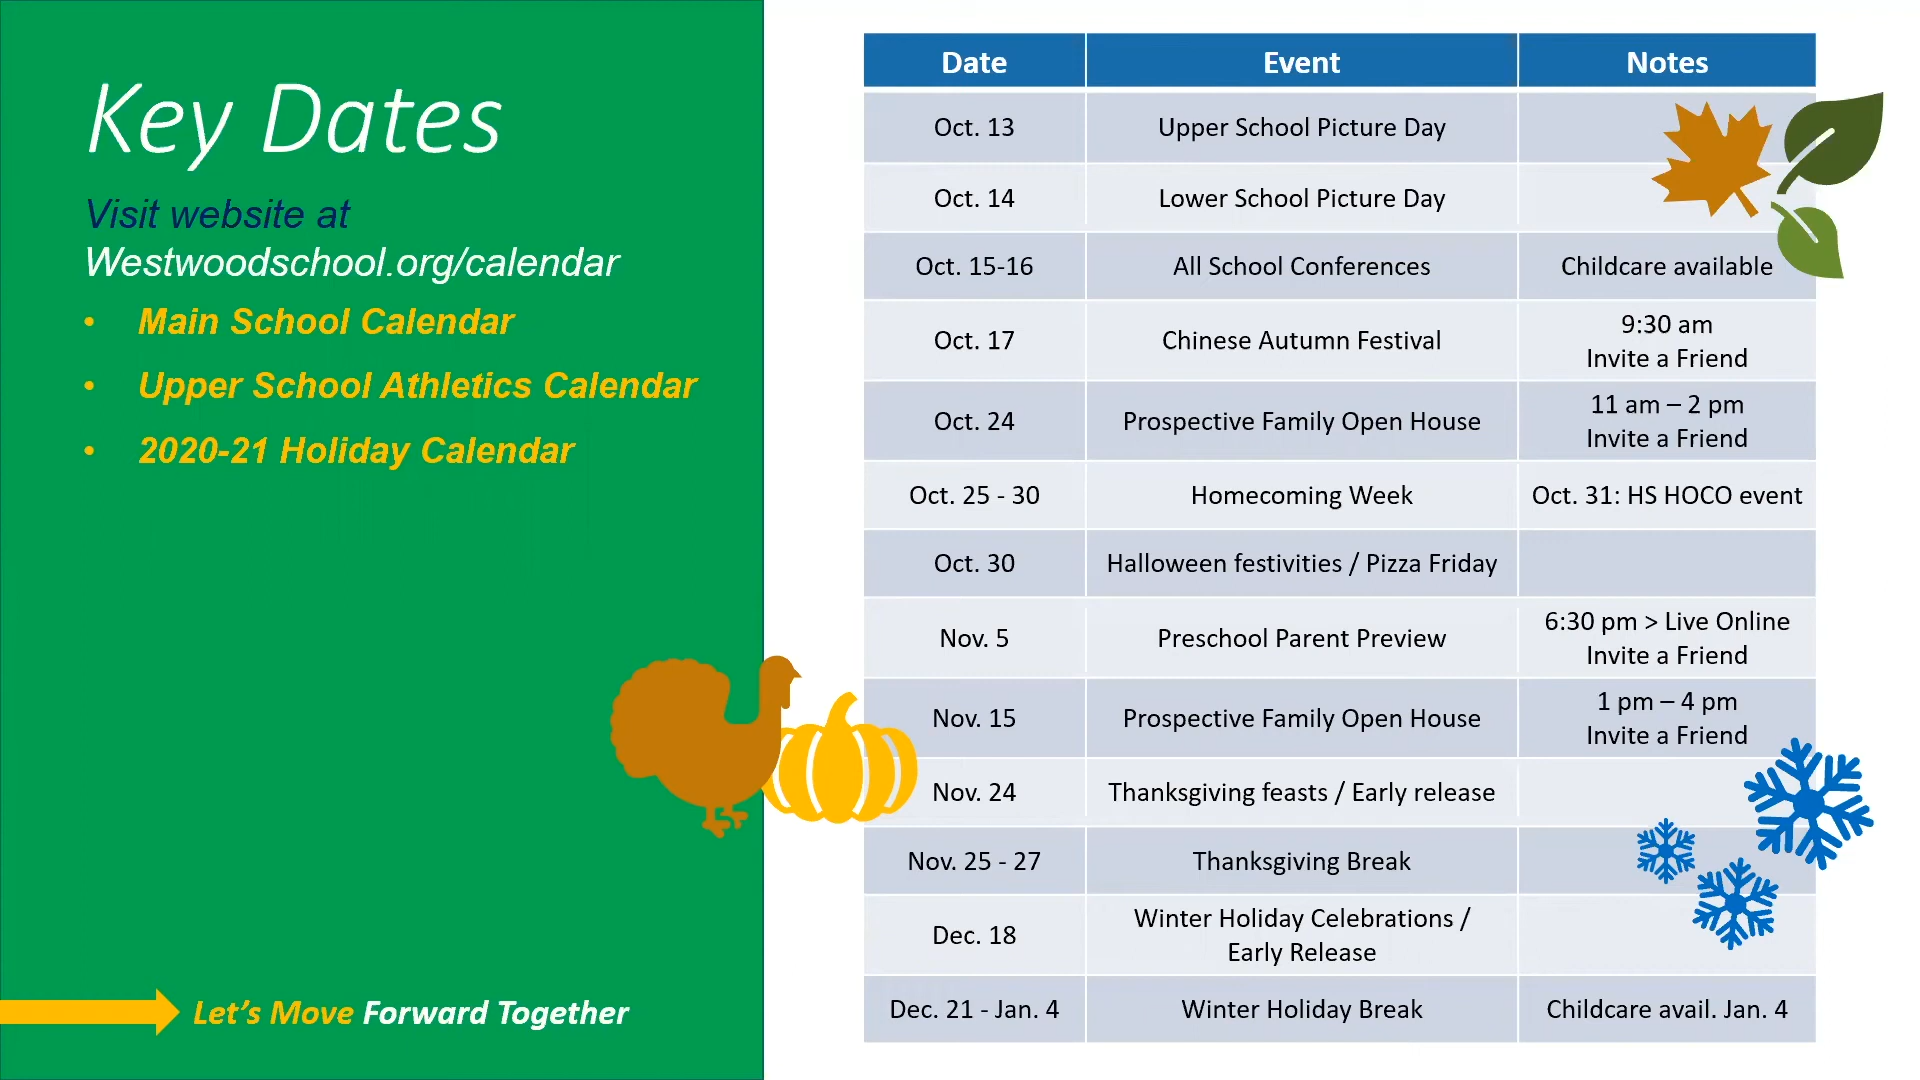 Key Dates
Visit website at
Westwoodschool.org/calendar
• Main School Calendar
• Upper School Athletics Calendar
• 2020-21 Holiday Calendar
Let's Move Forward Together
Date Event Notes
Oct. 13 Upper School Picture Day
Oct. 14 Lower School Picture Day
Oct. 15-16 All School Conferences Childcare available
Oct. 17 Chinese Autumn Festival 9:30 am
Invite a Friend
Oct. 24 Prospective Family Open House 11 am – 2 pm
Invite a Friend
Oct. 25 - 30 Homecoming Week Oct. 31: HS HOCO event
Oct. 30 Halloween festivities / Pizza Friday
Nov. 5 Preschool Parent Preview 6:30 pm > Live Online
Invite a Friend
Nov. 15 Prospective Family Open House 1 pm – 4 pm
Invite a Friend
Nov. 24 Thanksgiving feasts / Early release
Nov. 25 - 27 Thanksgiving Break
Dec. 18 Winter Holiday Celebrations /
Early Release
Dec. 21 - Jan. 4 Winter Holiday Break Childcare avail. Jan. 4